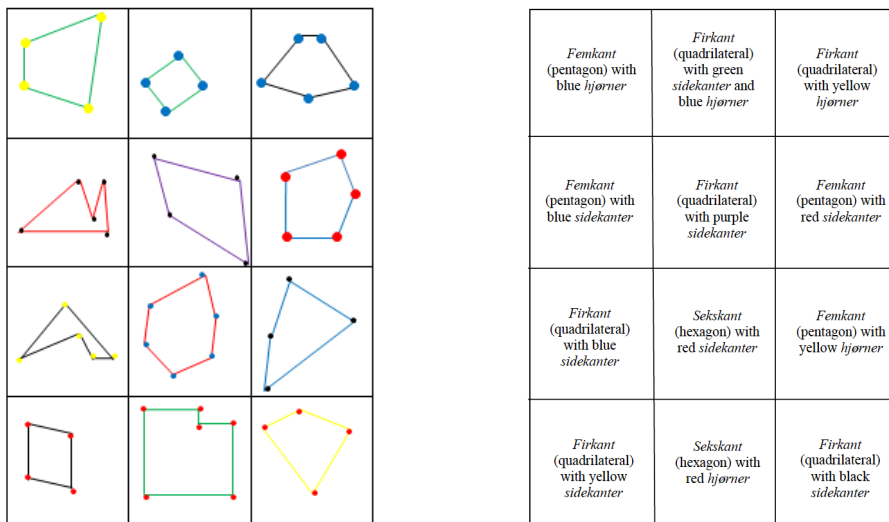 Femkant
(pentagon) with
blue hjørner
Firkant
(quadrilateral)
with green
sidekanter and
blue hjørner
Firkant
(quadrilateral)
with yellow
hjørner
Femkant
(pentagon) with
blue sidekanter
Firkant
(quadrilateral)
with purple
sidekanter
Femkant
(pentagon) with
red sidekanter
Firkant
(quadrilateral)
with blue
sidekanter
Sekskant
(hexagon) with
red sidekanter
Femkant
(pentagon) with
yellow hjørner
Firkant
(quadrilateral)
with yellow
sidekanter
Sekskant
(hexagon) with
red hjørner
Firkant
(quadrilateral)
with black
sidekanter